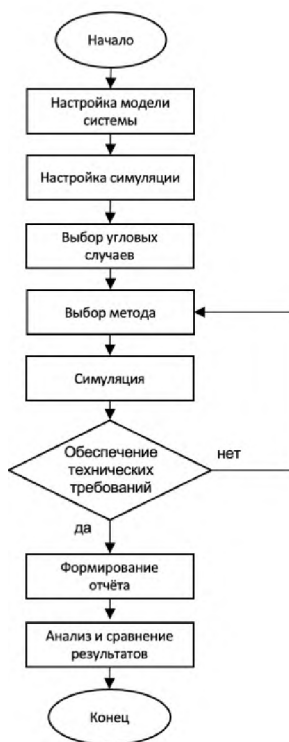 Начало
Настройка модели
системы
Настройка симуляции
Выбор угловых
случаев
Выбор метода
Симуляция
Обеспечение
технических
требований
нет
да
Формирование
отчёта
Анализ и сравнение
результатов
Конец